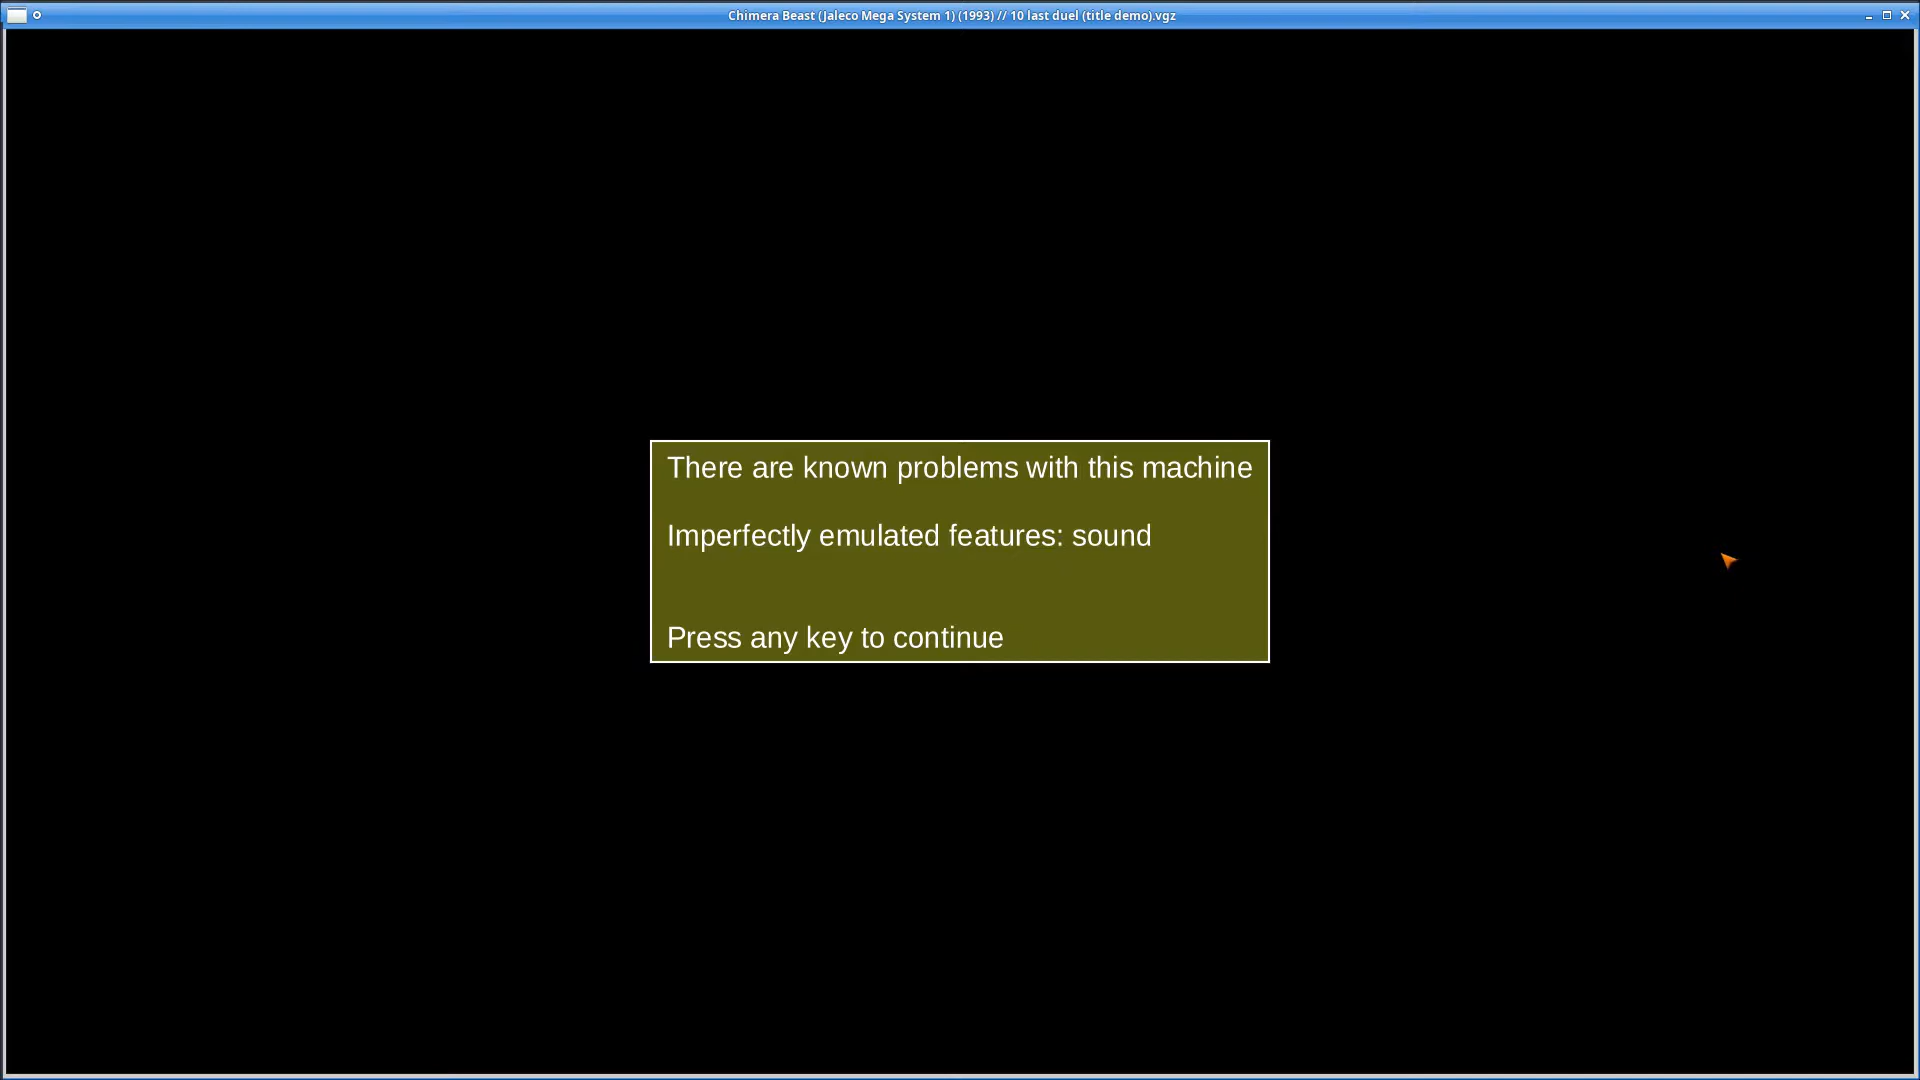 Chimera Beast (Jaleco Mega System 1) (1993) // 10 last duel (title demo).vgz
There are known problems with this machine
Imperfectly emulated features: sound
Press any key to continue